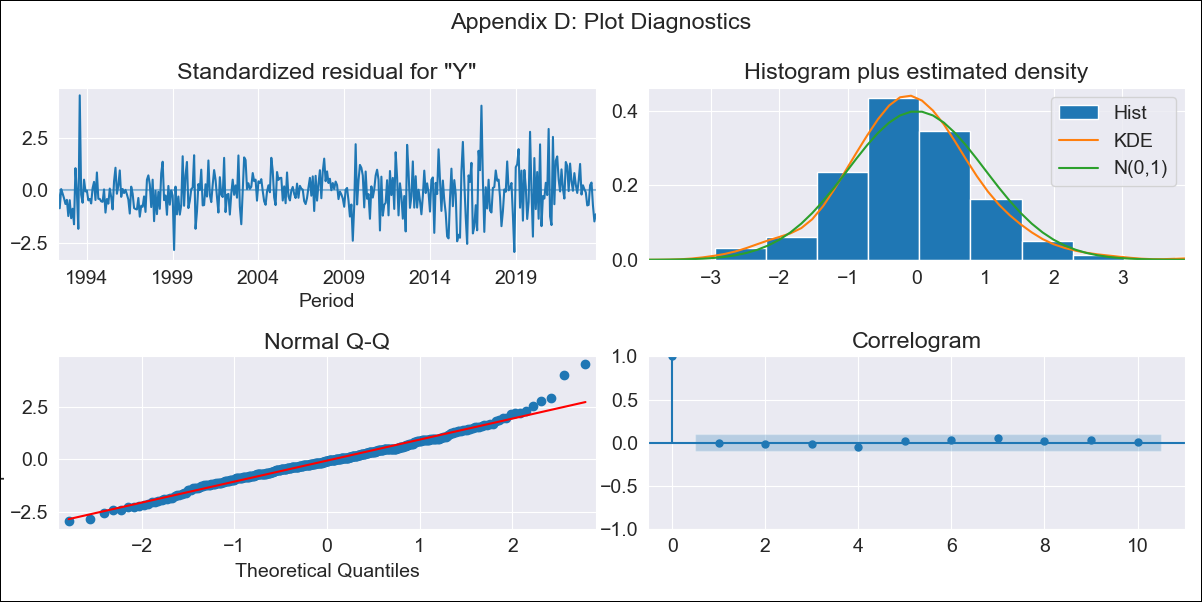 Appendix D: Plot Diagnostics
Standardized residual for "Y"
2.5
0.0
−2.5
1994 1999 2004 2009 2014 2019
Period
Histogram plus estimated density
0.4
0.2
0.0
−3 −2 −1 0 1 2 3
Hist
KDE
N(0,1)
Normal Q-Q
2.5
0.0
−2.5
−2 −1 0 1 2
Theoretical Quantiles
Correlogram
1.0
0.5
0.0
−0.5
−1.0
0 2 4 6 8 10